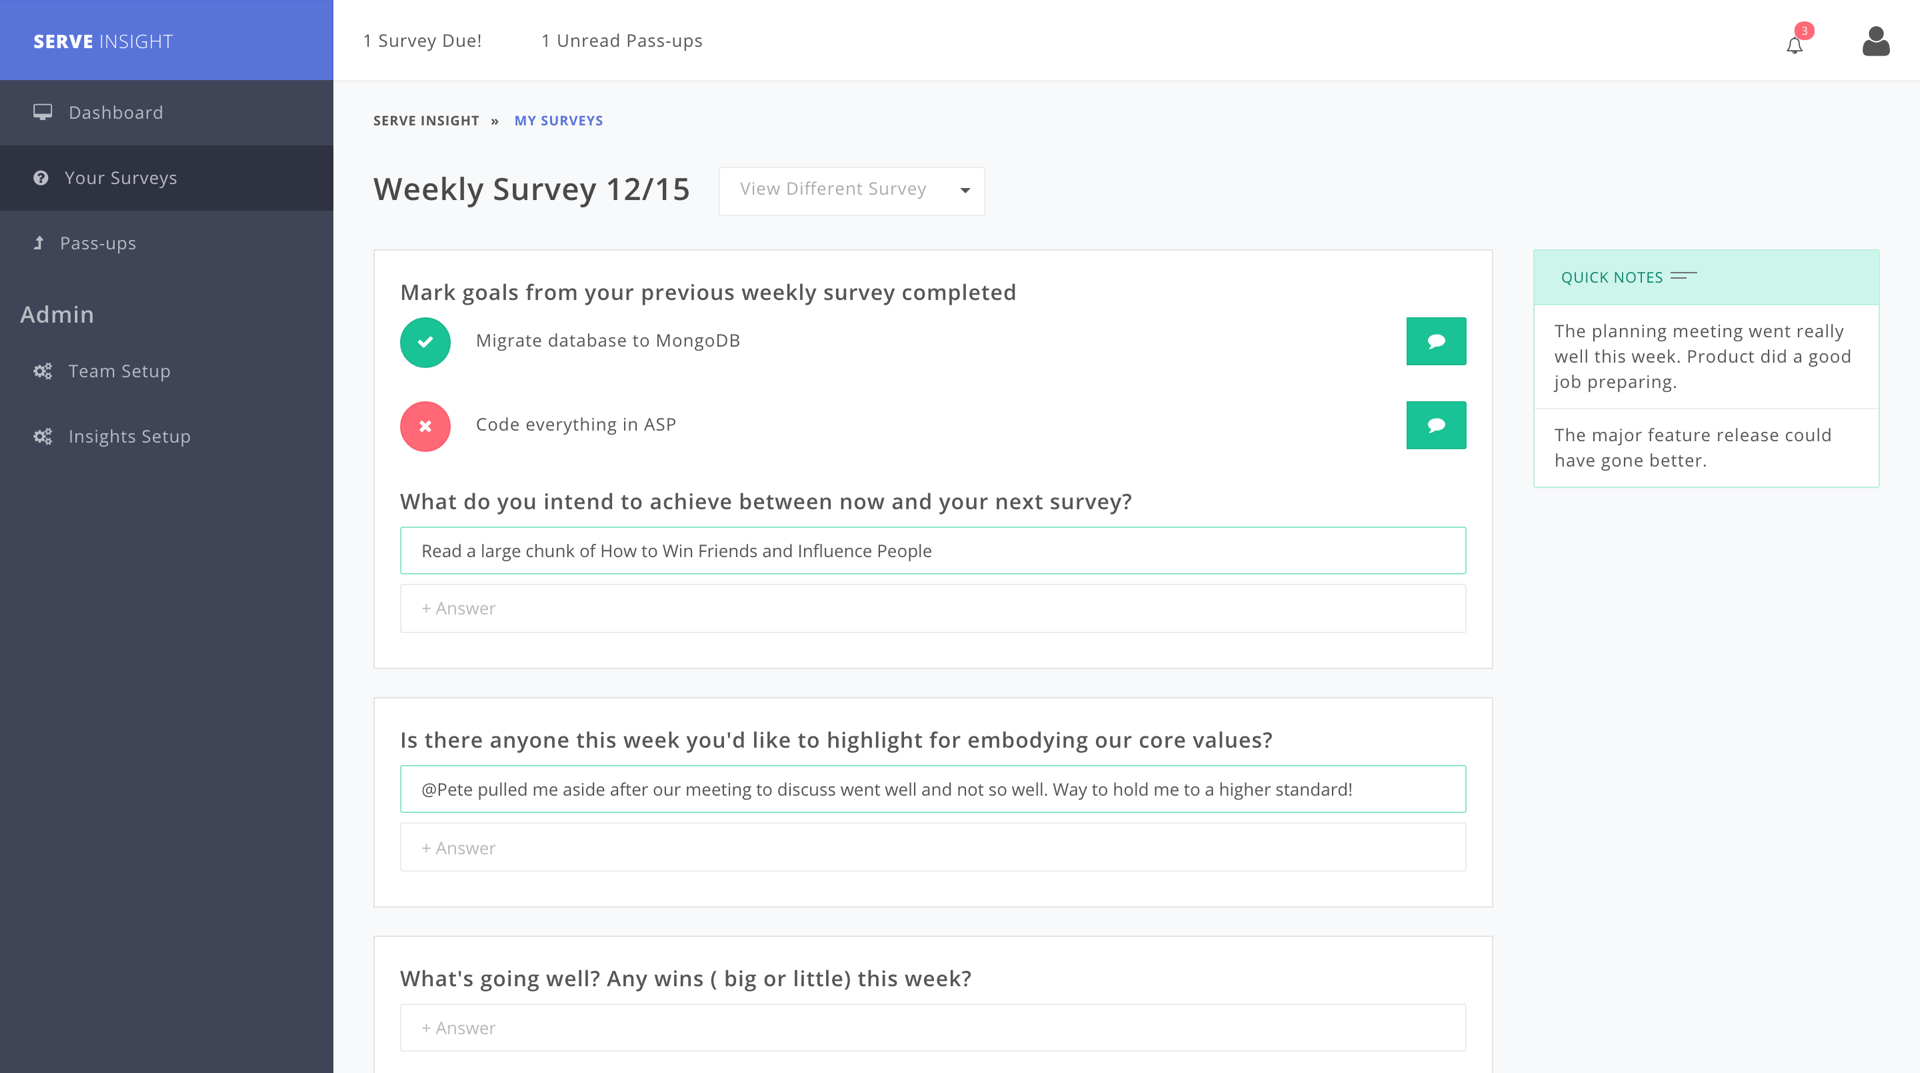 SERVE INSIGHT
1 Survey Due!
1 Unread Pass-ups
3
Dashboard
Your Surveys
Pass-ups
Admin
Team Setup
Insights Setup
SERVE INSIGHT » MY SURVEYS
Weekly Survey 12/15
View Different Survey
Mark goals from your previous weekly survey completed
Migrate database to MongoDB
Code everything in ASP
What do you intend to achieve between now and your next survey?
Read a large chunk of How to Win Friends and Influence People
+ Answer
Is there anyone this week you'd like to highlight for embodying our core values?
@Pete pulled me aside after our meeting to discuss went well and not so well. Way to hold me to a higher standard!
+ Answer
What's going well? Any wins ( big or little) this week?
+ Answer
QUICK NOTES
The planning meeting went really
well this week. Product did a good
job preparing.
The major feature release could
have gone better.